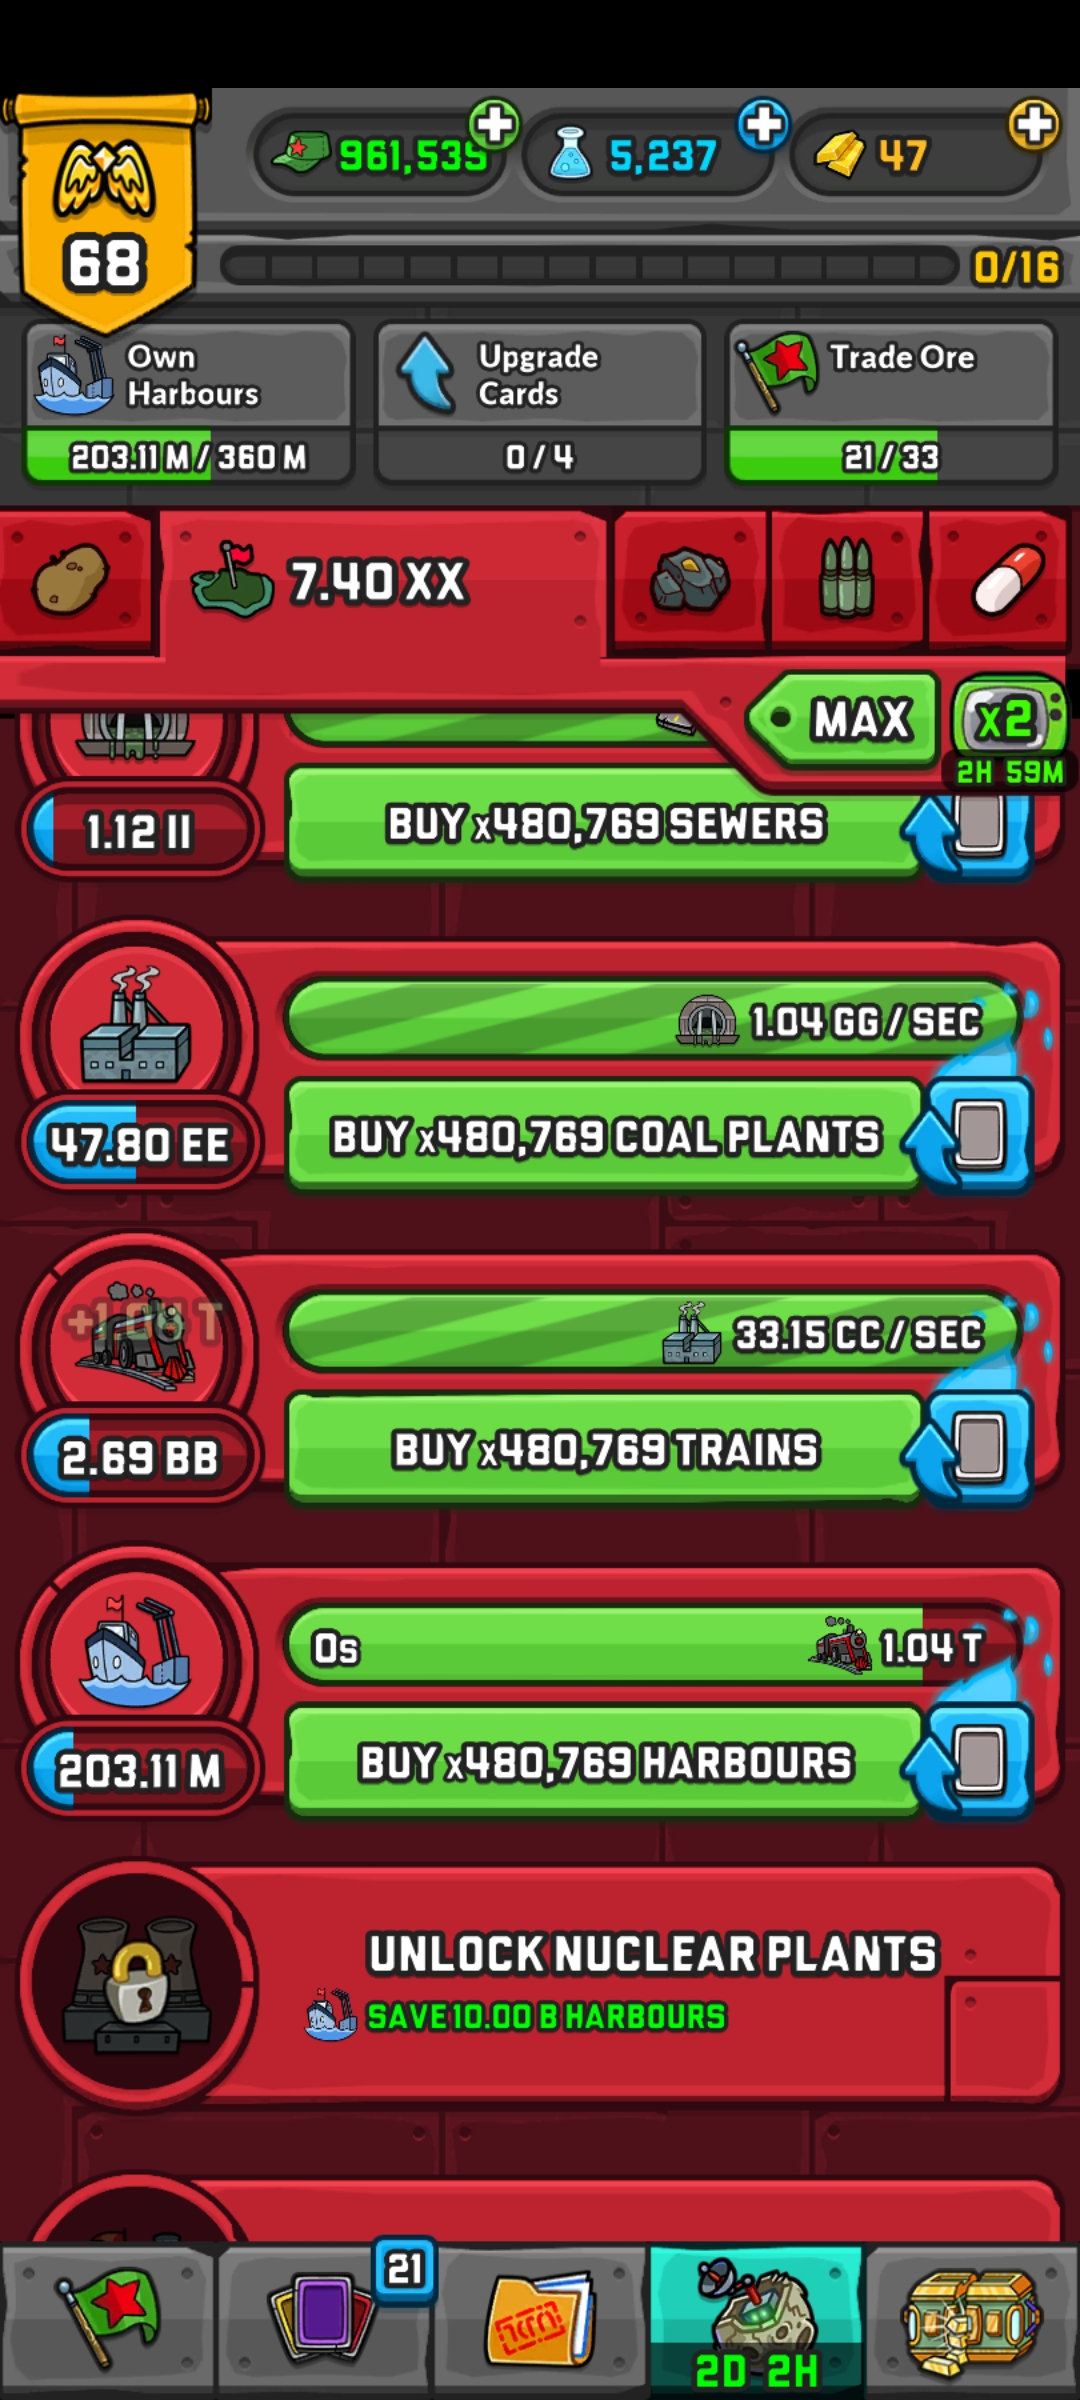 961,535
5,237
47
68
0/16
Own
Harbours
203.11 M / 360 M
Upgrade
Cards
0 / 4
Trade Ore
21 / 33
7.40 XX
MAX
x2
2H 59M
1.12 II
BUY x480,769 SEWERS
1.04 GG / SEC
47.80 EE
BUY x480,769 COAL PLANTS
33.15 CC / SEC
2.69 BB
BUY x480,769 TRAINS
0s
1.04 T
203.11 M
BUY x480,769 HARBOURS
UNLOCK NUCLEAR PLANTS
SAVE 10.00 B HARBOURS
21
2D 2H